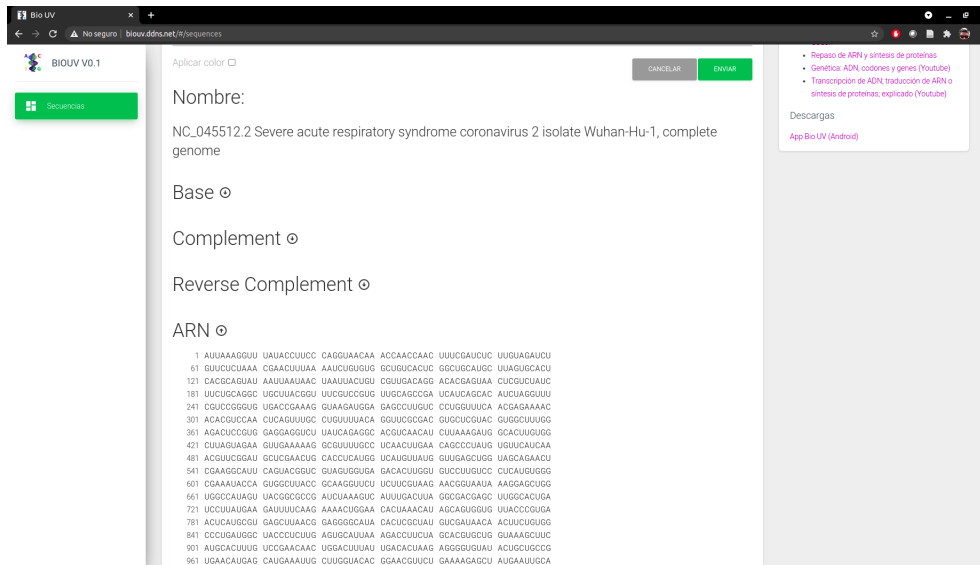 Bio UV
No seguro | biouv.ddns.net/#/sequences
BIOUV V0.1
Secuencias
Aplicar color
CANCELAR
ENVIAR
Nombre:
NC_045512.2 Severe acute respiratory syndrome coronavirus 2 isolate Wuhan-Hu-1, complete
genome
Base
Complement
Reverse Complement
ARN
1 AUUAAAGGUU UAUACCUUCC CAGGUAACAA ACCAACCAAC UUUCGAUCUC UUGUAGAUCU
61 GUUCUCUAAA CGAACUUUAA AAUCUGUGUG GCUGUCACUC GGCUGCAUGC UUAGUGCACU
121 CACGCAGUAU AAUUAAUAAC UAAUUACUGU CGUUGACAGG ACACGAGUAA CUCGUCUAUC
181 UUCUGCAGGC UGCUUACGGU UUCGUCCGUG UUGCAGCCGA UCAUCAGCAC AUCUAGGUUU
241 CGUCCGGGUG UGACCGAAAG GUAAGAUGGA GAGCCUUGUC CCUGGUUUCA ACGAGAAAAC
301 ACACGUCCAA CUCAGUUUGC CUGUUUUACA GGUUCGCGAC GUGCUCGUAC GUGGCUUUGG
361 AGACUCCGUG GAGGAGGUCU UAUCAGAGGC ACGUCAACAU CUUAAAGAUG GCACUUGUGG
421 CUUAGUAGAA GUUGAAAAAG GCGUUUUGCC UCAACUUGAA CAGCCCUAUG UGUUCAUCAA
481 ACGUUCGGAU GCUCGAACUG CACCUCAUGG UCAUGUUAUG GUUGAGCUGG UAGCAGAACU
541 CGAAGGCAUU CAGUACGGUC GUAGUGGUGA GACACUUGGU GUCCUUGUCC CUCAUGUGGG
601 CGAAAUACCA GUGGCUUACC GCAAGGUUCU UCUUCGUAAG AACGGUAAUA AAGGAGCUGG
661 UGGCCAUAGU UACGGCGCCG AUCUAAAGUC AUUUGACUUA GGCGACGAGC UUGGCACUGA
721 UCCUUAUGAA GAUUUUCAAG AAAACUGGAA CACUAAACAU AGCAGUGGUG UUACCCGUGA
781 ACUCAUGCGU GAGCUUAACG GAGGGGCAUA CACUCGCUAU GUCGAUAACA ACUUCUGUGG
841 CCCUGAUGGC UACCCUCUUG AGUGCAUUAA AGACCUUCUA GCACGUGCUG GUAAAGCUUC
901 AUGCACUUUG UCCGAACAAC UGGACUUUAU UGACACUAAG AGGGGUGUAU ACUGCUGCCG
961 UGAACAUGAG CAUGAAAUUG CUUGGUACAC GGAACGUUCU GAAAAGAGCU AUGAAUUGCA
Repaso de ARN y síntesis de proteínas
Genética: ADN, codones y genes (Youtube)
Transcripción de ADN, traducción de ARN o
síntesis de proteínas; explicado (Youtube)
Descargas
App Bio UV (Android)